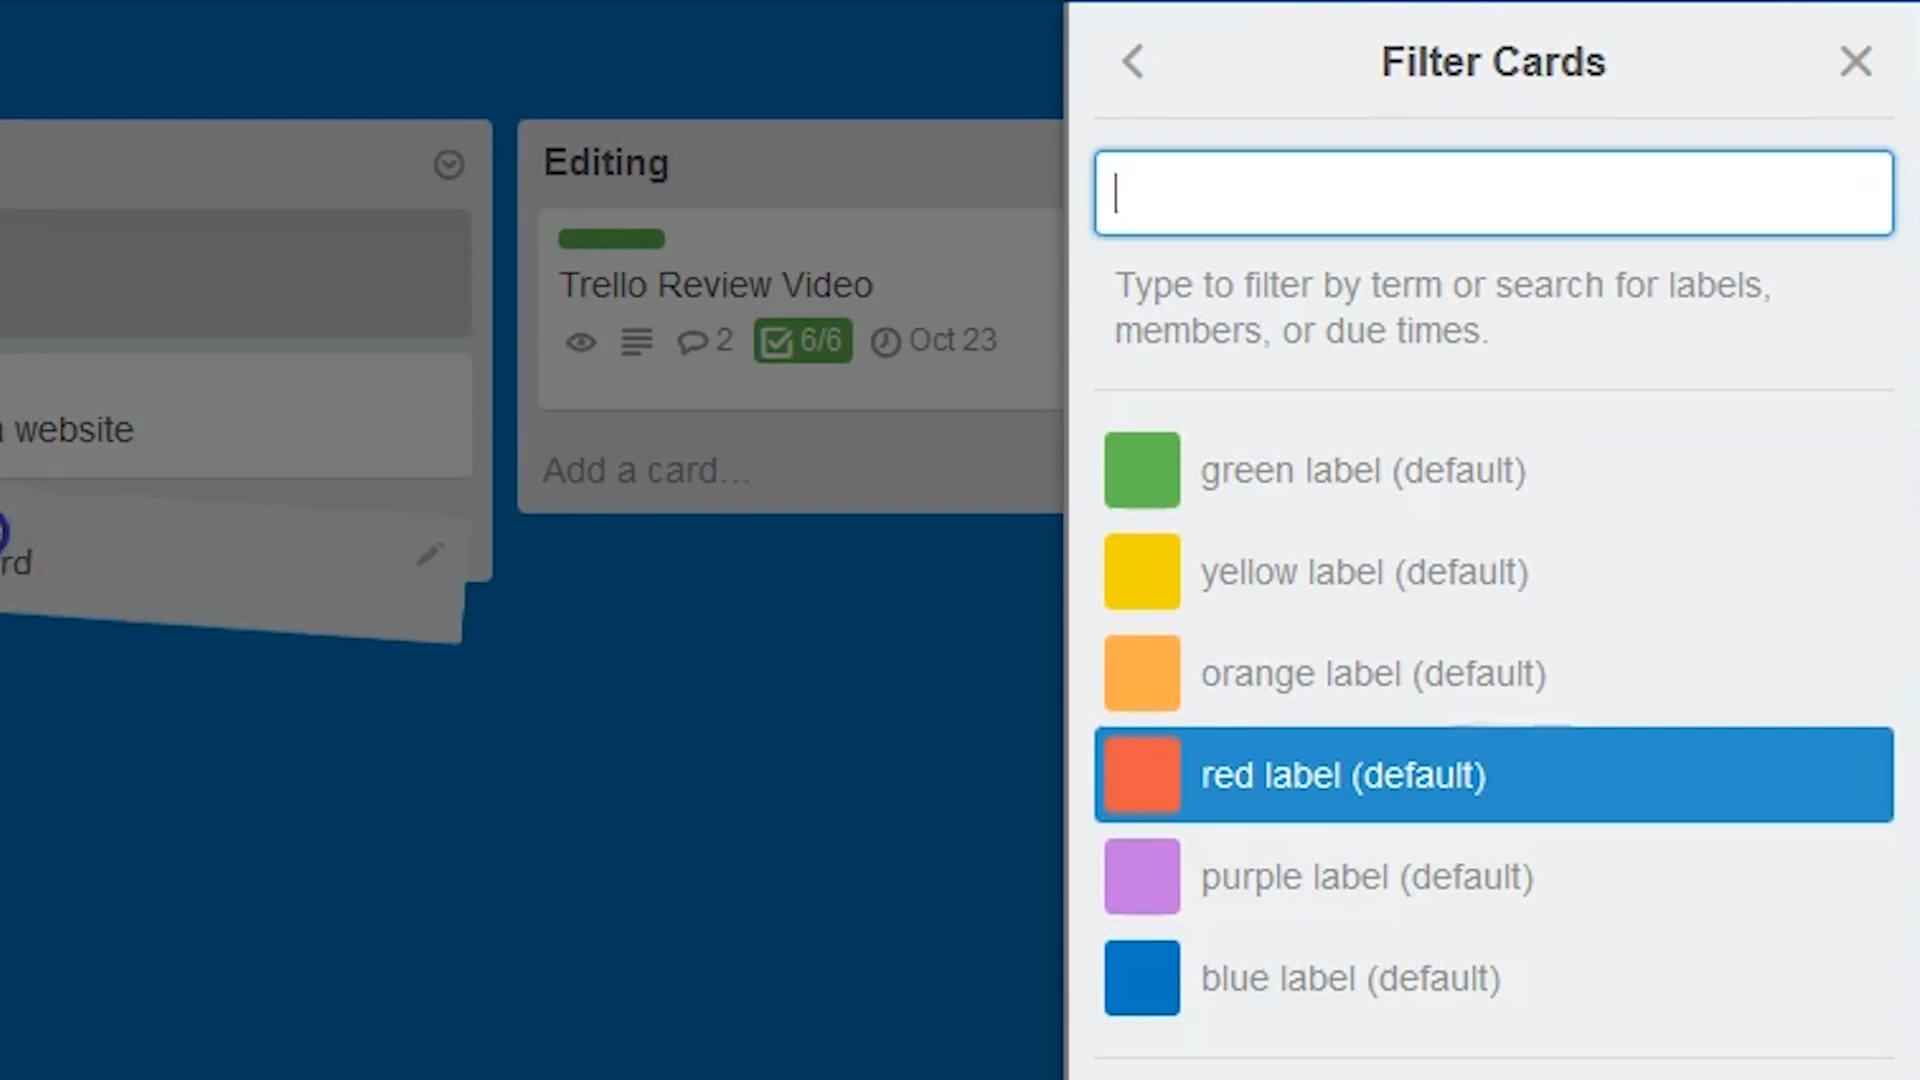 Filter Cards
Editing
Trello Review Video
2 6/6 Oct 23
Add a card...
website
rd
Type to filter by term or search for labels,
members, or due times.
green label (default)
yellow label (default)
orange label (default)
red label (default)
purple label (default)
blue label (default)